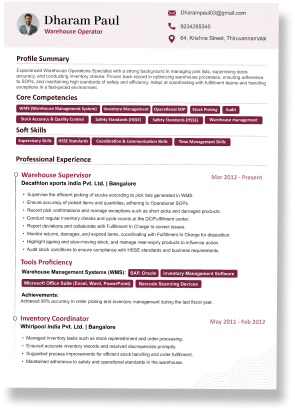 Dharam Paul
Warehouse Operator
Dharampaul03@gmail.com
9034265345
64, Krishna Street, Thiruvannamalai
Profile Summary
Experienced Warehouse Operations Specialist with a strong background in managing pick lists, supervising stock
accuracy, and conducting inventory checks. Proved track record in optimizing warehouse processes, ensuring adherence
to SOPs, and maintaining high standards of safety and efficiency. Adept at coordinating with fulfilment teams and handling
exceptions in a fast-paced environment.
Core Competencies
WMS (Warehouse Management System) Inventory Management Operational SOP Stock Picking Audit
Stock Accuracy & Quality Control Safety Standards (HSSE) Safety Standards (HSSE) Warehouse management
Soft Skills
Supervisory Skills HSSE Standards Coordination & Communication Skills Time Management Skills
Professional Experience
Warehouse Supervisor Mar 2012 - Present
Decathlon sports India Pvt. Ltd. | Bangalore
• Supervise the efficient picking of stocks according to pick lists generated in WMS.
• Ensure accuracy of picked items and quantities, adhering to Operational SOPs.
• Record pick confirmations and manage exceptions such as short picks and damaged products.
• Conduct regular inventory checks and cycle counts at the DC/Fulfilment center.
• Report deviations and collaborate with Fulfilment In Charge to correct issues.
• Monitor returns, damages, and expired items, coordinating with Fulfilment In Charge for disposition.
• Highlight ageing and slow-moving stock, and manage near-expiry products to influence action.
• Audit stock conditions to ensure compliance with HSSE standards and business requirements.
Tools Proficiency
Warehouse Management Systems (WMS): SAP, Oracle Inventory Management Software
Microsoft Office Suite (Excel, Word, PowerPoint) Barcode Scanning Devices
Achievements:
Achieved 98% accuracy in order picking and inventory management during the last fiscal year.
Inventory Coordinator May 2011 - Feb 2012
Whirlpool India Pvt. Ltd. | Bangalore
• Managed inventory tasks such as stock replenishment and order processing.
• Ensured accurate inventory records and resolved discrepancies promptly.
• Supported process improvements for efficient stock handling and order fulfilment.
• Maintained adherence to safety and operational standards in the warehouse.